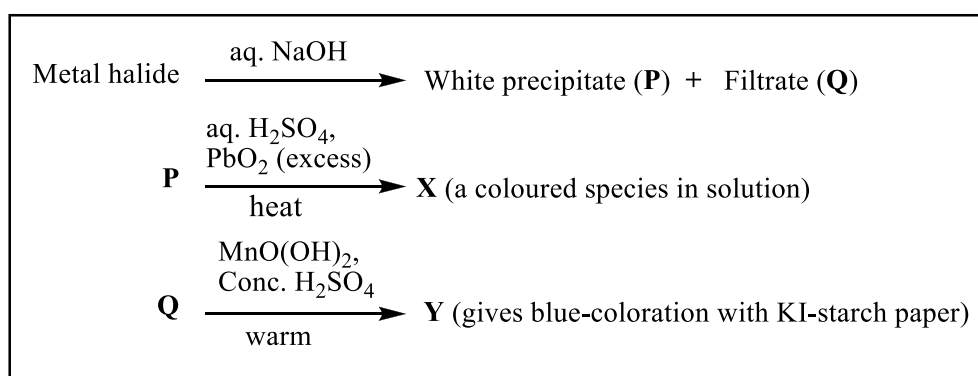 aq. NaOH
Metal halide White precipitate (P) + Filtrate (Q)
aq. H₂SO₄,
PbO₂ (excess)
P X (a coloured species in solution)
heat
MnO(OH)₂,
Conc. H₂SO₄
Q Y (gives blue-coloration with KI-starch paper)
warm